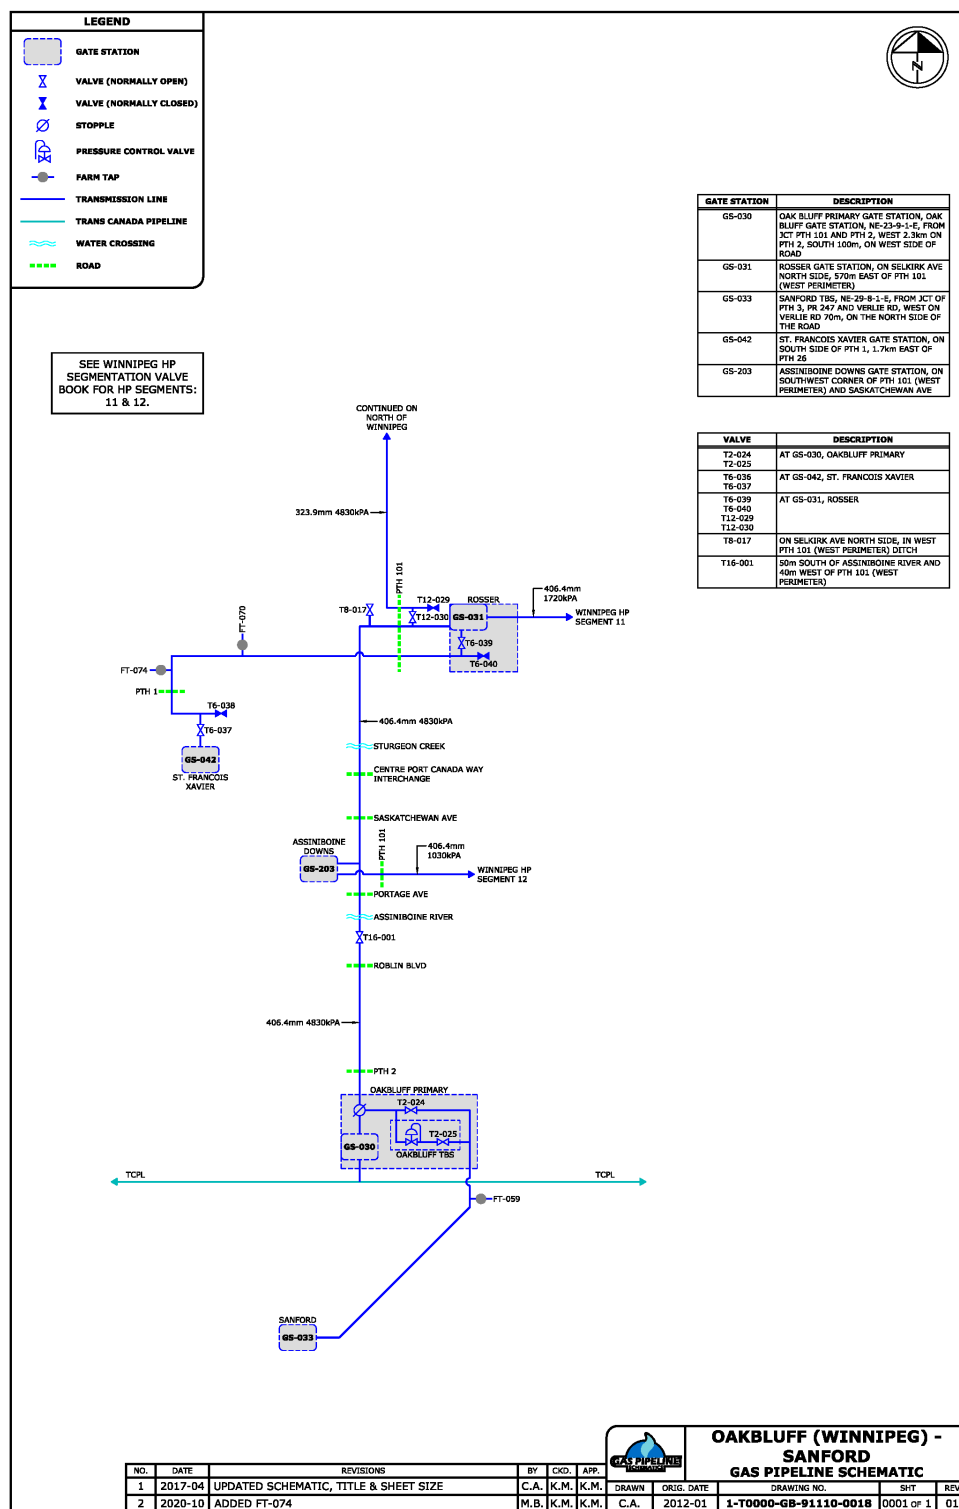 LEGEND
GATE STATION
VALVE (NORMALLY OPEN)
VALVE (NORMALLY CLOSED)
STOPPLE
PRESSURE CONTROL VALVE
FARM TAP
TRANSMISSION LINE
TRANS CANADA PIPELINE
WATER CROSSING
ROAD
N
SEE WINNIPEG HP
SEGMENTATION VALVE
BOOK FOR HP SEGMENTS:
11 & 12.
GATE STATION DESCRIPTION
GS-030 OAK BLUFF PRIMARY GATE STATION, OAK
BLUFF GATE STATION, NE-23-9-1-E, FROM
JCT PTH 101 AND PTH 2, WEST 2.3km ON
PTH 2, SOUTH 100m, ON WEST SIDE OF
ROAD
GS-031 ROSSER GATE STATION, ON SELKIRK AVE
NORTH SIDE, 570m EAST OF PTH 101
(WEST PERIMETER)
GS-033 SANFORD TBS, NE-29-8-1-E, FROM JCT OF
PTH 3, PR 247 AND VERLIE RD, WEST ON
VERLIE RD 70m, ON THE NORTH SIDE OF
THE ROAD
GS-042 ST. FRANCOIS XAVIER GATE STATION, ON
SOUTH SIDE OF PTH 1, 1.7km EAST OF
PTH 26
GS-203 ASSINIBOINE DOWNS GATE STATION, ON
SOUTHWEST CORNER OF PTH 101 (WEST
PERIMETER) AND SASKATCHEWAN AVE
VALVE DESCRIPTION
T2-024 AT GS-030, OAKBLUFF PRIMARY
T2-025
T6-036 AT GS-042, ST. FRANCOIS XAVIER
T6-037
T6-039 AT GS-031, ROSSER
T6-040
T12-029
T12-030
T8-017 ON SELKIRK AVE NORTH SIDE, IN WEST
PTH 101 (WEST PERIMETER) DITCH
T16-001 50m SOUTH OF ASSINIBOINE RIVER AND
40m WEST OF PTH 101 (WEST
PERIMETER)
CONTINUED ON
NORTH OF
WINNIPEG
323.9mm 4830kPA
PTH 101
T8-017
T12-029
T12-030
ROSSER
GS-031
406.4mm
1720kPA
WINNIPEG HP
SEGMENT 11
T6-039
T6-040
FT-070
FT-074
PTH 1
T6-038
T6-037
GS-042
ST. FRANCOIS
XAVIER
406.4mm 4830kPA
STURGEON CREEK
CENTRE PORT CANADA WAY
INTERCHANGE
SASKATCHEWAN AVE
ASSINIBOINE
DOWNS
GS-203
PTH 101
406.4mm
1030kPA
WINNIPEG HP
SEGMENT 12
PORTAGE AVE
ASSINIBOINE RIVER
T16-001
ROBLIN BLVD
406.4mm 4830kPA
PTH 2
OAKBLUFF PRIMARY
T2-024
T2-025
GS-030
OAKBLUFF TBS
TCPL
TCPL
FT-059
SANFORD
GS-033
NO. DATE REVISIONS BY CKD. APP.
1 2017-04 UPDATED SCHEMATIC, TITLE & SHEET SIZE C.A. K.M. K.M.
2 2020-10 ADDED FT-074 M.B. K.M. K.M.
GAS PIPELINE
SCHEMATICS
OAKBLUFF (WINNIPEG) -
SANFORD
GAS PIPELINE SCHEMATIC
DRAWN ORIG. DATE DRAWING NO. SHT REV
C.A. 2012-01 1-T0000-GB-91110-0018 0001 OF 1 01